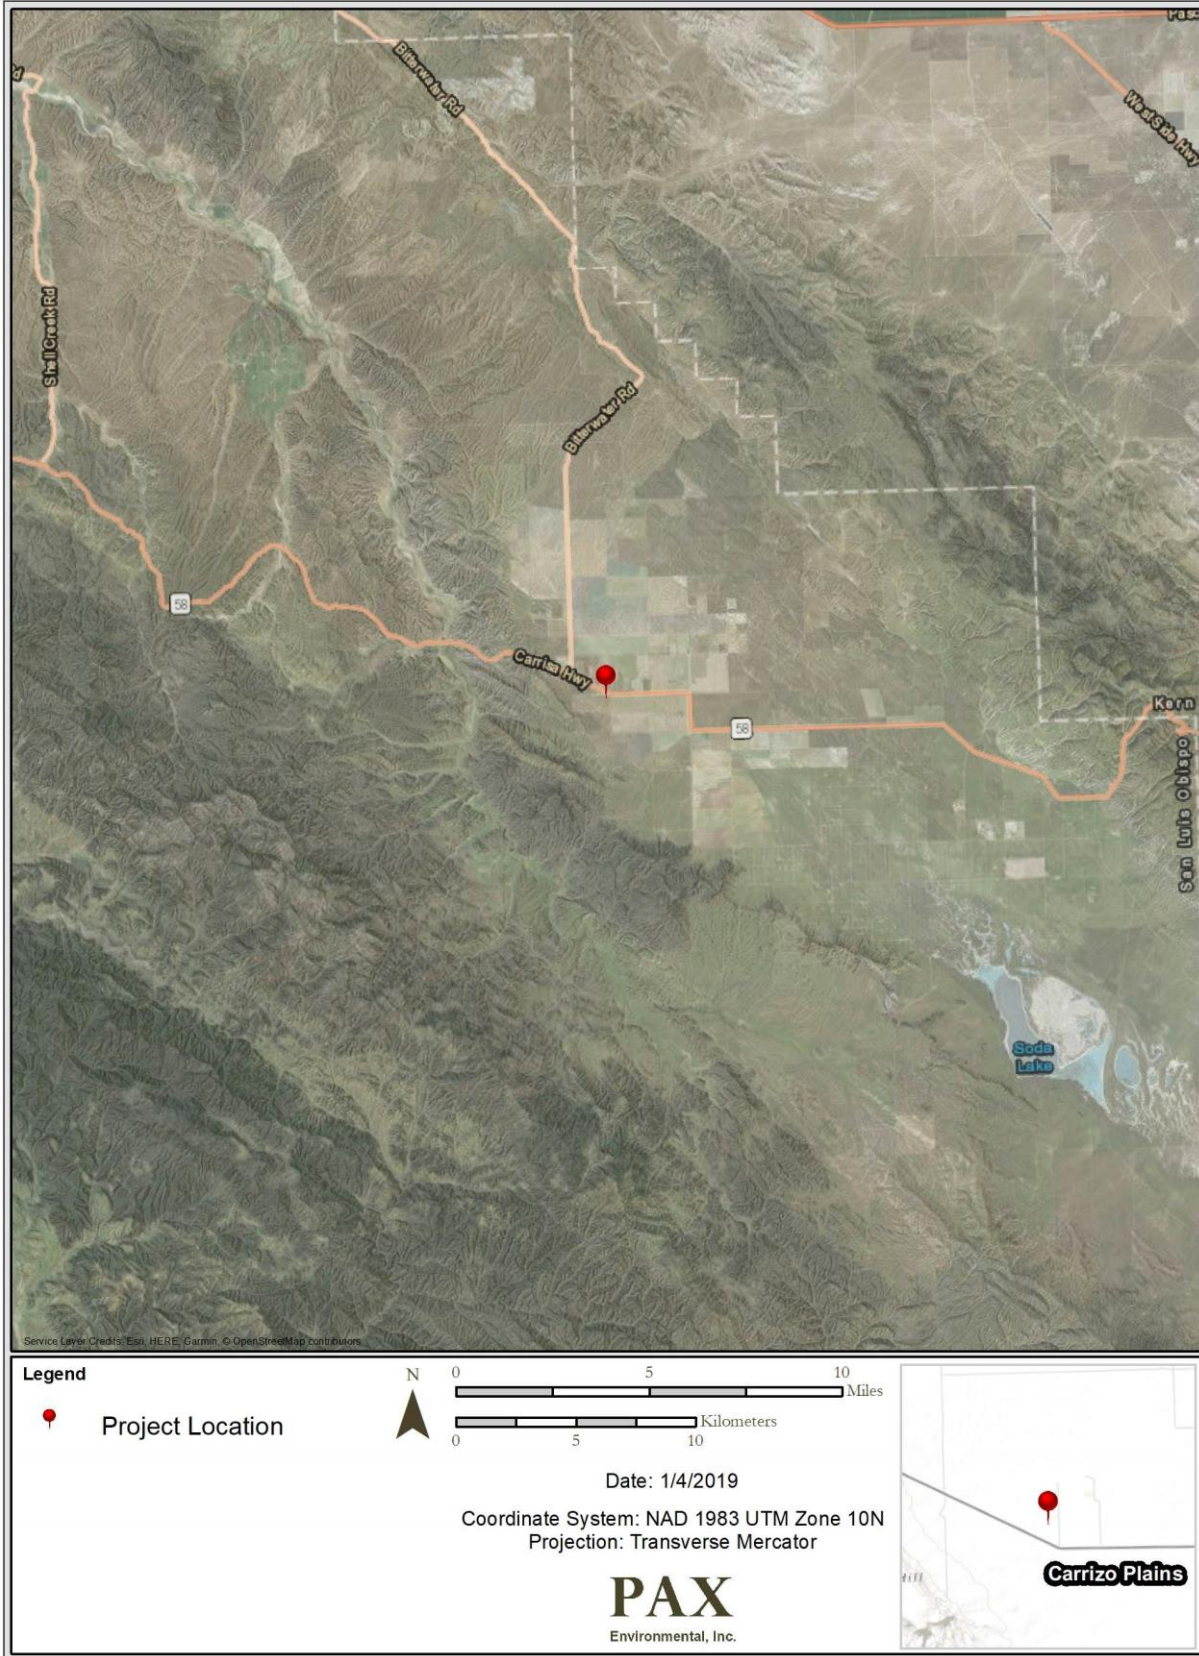 Bitterwater Rd
West Side Hwy
Shell Creek Rd
Bitterwater Rd
58
Carrisa Hwy
58
Kern
San Luis Obispo
Soda
Lake
Service Layer Credits: Esri, HERE, Garmin, © OpenStreetMap contributors
Legend
Project Location
N
0 5 10
Miles
Kilometers
0 5 10
Date: 1/4/2019
Coordinate System: NAD 1983 UTM Zone 10N
Projection: Transverse Mercator
PAX
Environmental, Inc.
Carrizo Plains